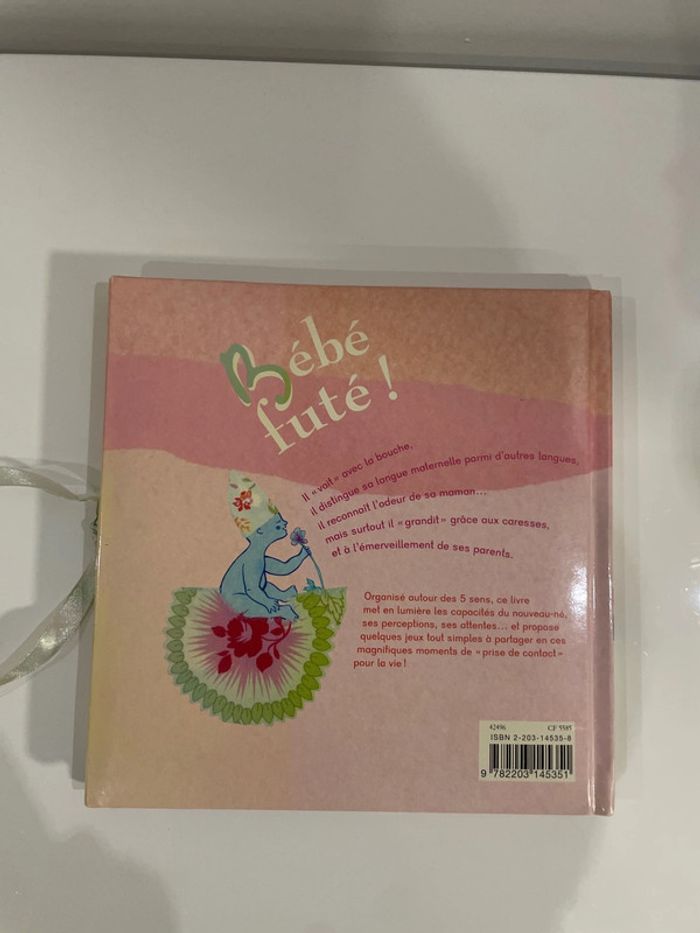 Bébé
futé !
Il « voit » avec la bouche,
il distingue sa langue maternelle parmi d'autres langues,
il reconnaît l'odeur de sa maman...
mais surtout il « grandit » grâce aux caresses,
et à l'émerveillement de ses parents.
Organisé autour des 5 sens, ce livre
met en lumière les capacités du nouveau-né,
ses perceptions, ses attentes... et propose
quelques jeux tout simples à partager en ces
magnifiques moments de « prise de contact »
pour la vie !
42496 CF 5585
ISBN 2-203-14535-8
9 782203 145351